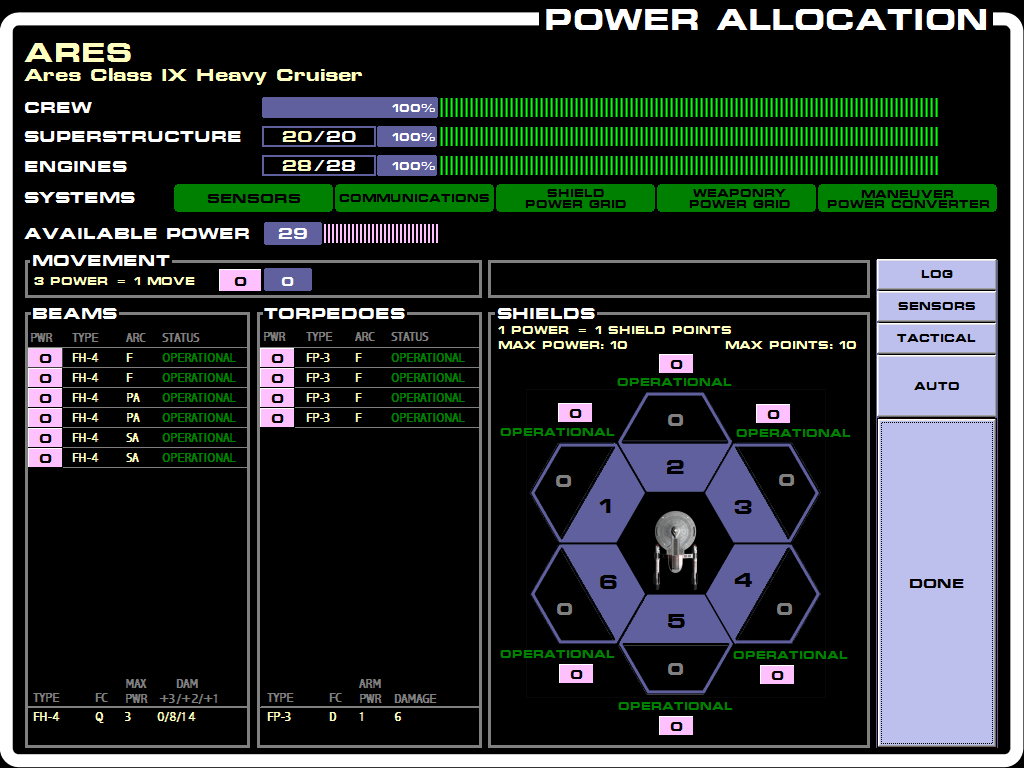 POWER ALLOCATION
ARES
Ares Class IX Heavy Cruiser
CREW 100%
SUPERSTRUCTURE 20/20 100%
ENGINES 28/28 100%
SYSTEMS SENSORS COMMUNICATIONS SHIELD POWER GRID WEAPONRY POWER GRID MANEUVER POWER CONVERTER
AVAILABLE POWER 29
MOVEMENT
3 POWER = 1 MOVE 0 0
BEAMS
PWR TYPE ARC STATUS
0 FH-4 F OPERATIONAL
0 FH-4 F OPERATIONAL
0 FH-4 PA OPERATIONAL
0 FH-4 PA OPERATIONAL
0 FH-4 SA OPERATIONAL
0 FH-4 SA OPERATIONAL
MAX DAM
TYPE FC PWR +3/+2/+1
FH-4 Q 3 0/8/14
TORPEDOES
PWR TYPE ARC STATUS
0 FP-3 F OPERATIONAL
0 FP-3 F OPERATIONAL
0 FP-3 F OPERATIONAL
0 FP-3 F OPERATIONAL
ARM
TYPE FC PWR DAMAGE
FP-3 D 1 6
SHIELDS
1 POWER = 1 SHIELD POINTS
MAX POWER: 10 MAX POINTS: 10
0
OPERATIONAL
0 0
OPERATIONAL 0 OPERATIONAL
2
0 0
1 3
6 4
0 0
5
OPERATIONAL 0 OPERATIONAL
0 0
OPERATIONAL
0
LOG
SENSORS
TACTICAL
AUTO
DONE